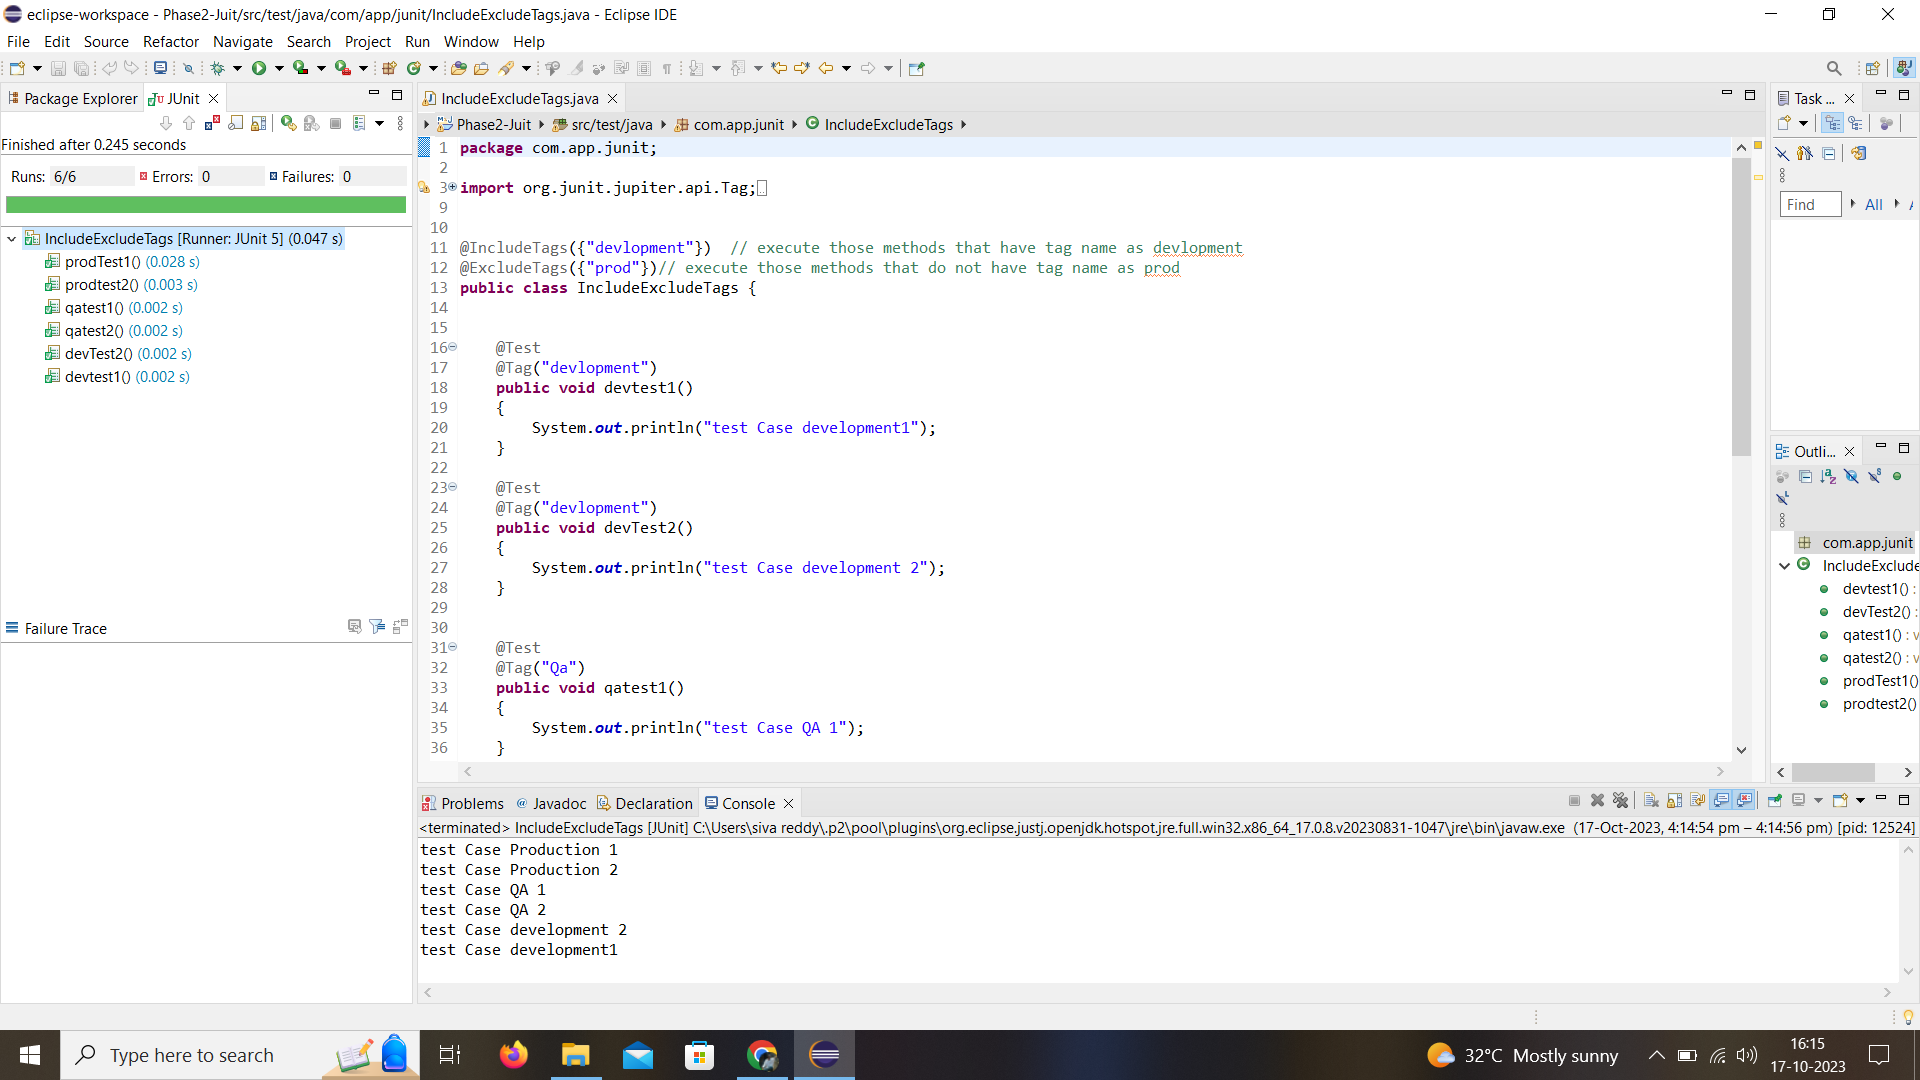 eclipse-workspace - Phase2-Juit/src/test/java/com/app/junit/IncludeExcludeTags.java - Eclipse IDE
File Edit Source Refactor Navigate Search Project Run Window Help
Package Explorer JUnit
Finished after 0.245 seconds
Runs: 6/6 Errors: 0 Failures: 0
IncludeExcludeTags [Runner: JUnit 5] (0.047 s)
prodTest1() (0.028 s)
prodtest2() (0.003 s)
qatest1() (0.002 s)
qatest2() (0.002 s)
devTest2() (0.002 s)
devtest1() (0.002 s)
Failure Trace
IncludeExcludeTags.java
Phase2-Juit src/test/java com.app.junit IncludeExcludeTags
1 package com.app.junit;
2
3 import org.junit.jupiter.api.Tag;
9
10
11 @IncludeTags({"devlopment"})  // execute those methods that have tag name as devlopment
12 @ExcludeTags({"prod"})// execute those methods that do not have tag name as prod
13 public class IncludeExcludeTags {
14
15
16 @Test
17 @Tag("devlopment")
18 public void devtest1()
19 {
20 System.out.println("test Case development1");
21 }
22
23 @Test
24 @Tag("devlopment")
25 public void devTest2()
26 {
27 System.out.println("test Case development 2");
28 }
29
30
31 @Test
32 @Tag("Qa")
33 public void qatest1()
34 {
35 System.out.println("test Case QA 1");
36 }
Task ...
Find All
Outli...
com.app.junit
IncludeExclude
devtest1() :
devTest2() :
qatest1() : v
qatest2() : v
prodTest1()
prodtest2()
Problems @ Javadoc Declaration Console
<terminated> IncludeExcludeTags [JUnit] C:\Users\siva reddy\.p2\pool\plugins\org.eclipse.justj.openjdk.hotspot.jre.full.win32.x86_64_17.0.8.v20230831-1047\jre\bin\javaw.exe (17-Oct-2023, 4:14:54 pm – 4:14:56 pm) [pid: 12524]
test Case Production 1
test Case Production 2
test Case QA 1
test Case QA 2
test Case development 2
test Case development1
Type here to search
32°C Mostly sunny
16:15
17-10-2023